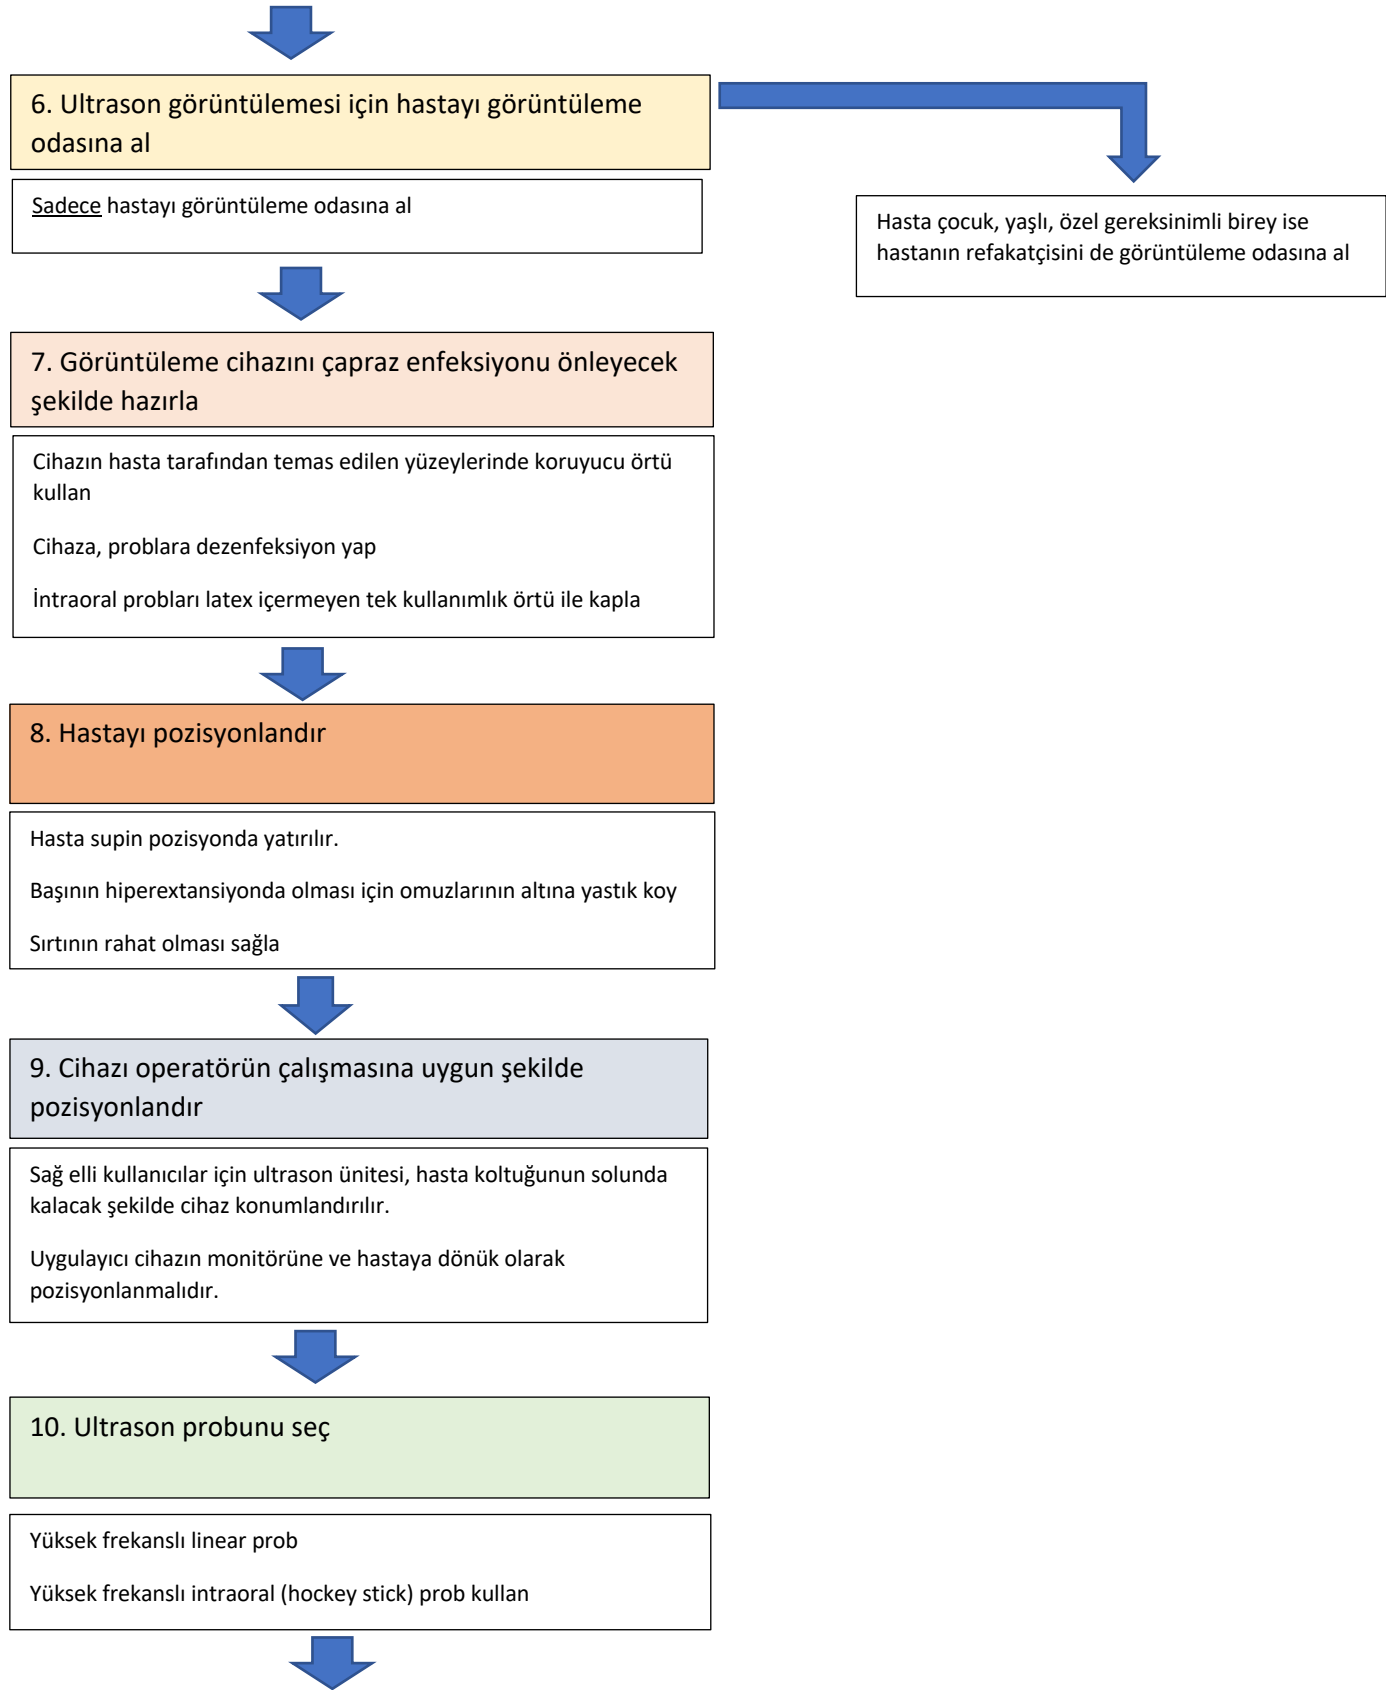 6. Ultrason görüntülemesi için hastayı görüntüleme
odasına al
Sadece hastayı görüntüleme odasına al
Hasta çocuk, yaşlı, özel gereksinimli birey ise
hastanın refakatçisini de görüntüleme odasına al
7. Görüntüleme cihazını çapraz enfeksiyonu önleyecek
şekilde hazırla
Cihazın hasta tarafından temas edilen yüzeylerinde koruyucu örtü
kullan
Cihaza, problara dezenfeksiyon yap
İntraoral probları latex içermeyen tek kullanımlık örtü ile kapla
8. Hastayı pozisyonlandır
Hasta supin pozisyonda yatırılır.
Başının hiperextansiyonda olması için omuzlarının altına yastık koy
Sırtının rahat olması sağla
9. Cihazı operatörün çalışmasına uygun şekilde
pozisyonlandır
Sağ elli kullanıcılar için ultrason ünitesi, hasta koltuğunun solunda
kalacak şekilde cihaz konumlandırılır.
Uygulayıcı cihazın monitörüne ve hastaya dönük olarak
pozisyonlanmalıdır.
10. Ultrason probunu seç
Yüksek frekanslı linear prob
Yüksek frekanslı intraoral (hockey stick) prob kullan